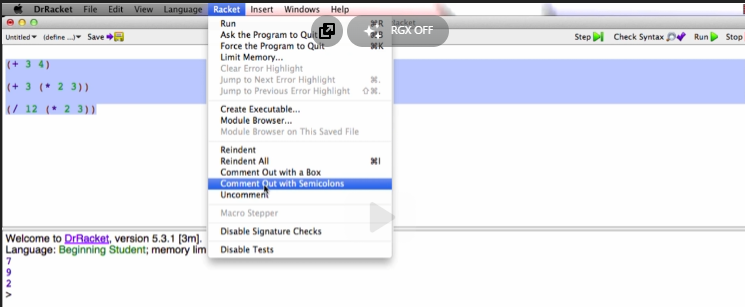 DrRacket File Edit View Language Racket Insert Windows Help
Untitled (define ...) Save Step Check Syntax Run Stop
(+ 3 4)
(+ 3 (* 2 3))
(/ 12 (* 2 3))
Run ⌘R
Ask the Program to Quit
Force the Program to Quit ⌘K
Limit Memory...
Clear Error Highlight
Jump to Next Error Highlight ⌘.
Jump to Previous Error Highlight ⇧⌘.
Create Executable...
Module Browser...
Module Browser on This Saved File
Reindent
Reindent All ⌘I
Comment Out with a Box
Comment Out with Semicolons
Uncomment
Macro Stepper
Disable Signature Checks
Disable Tests
RGX OFF
Welcome to DrRacket, version 5.3.1 [3m].
Language: Beginning Student; memory
7
9
2
>